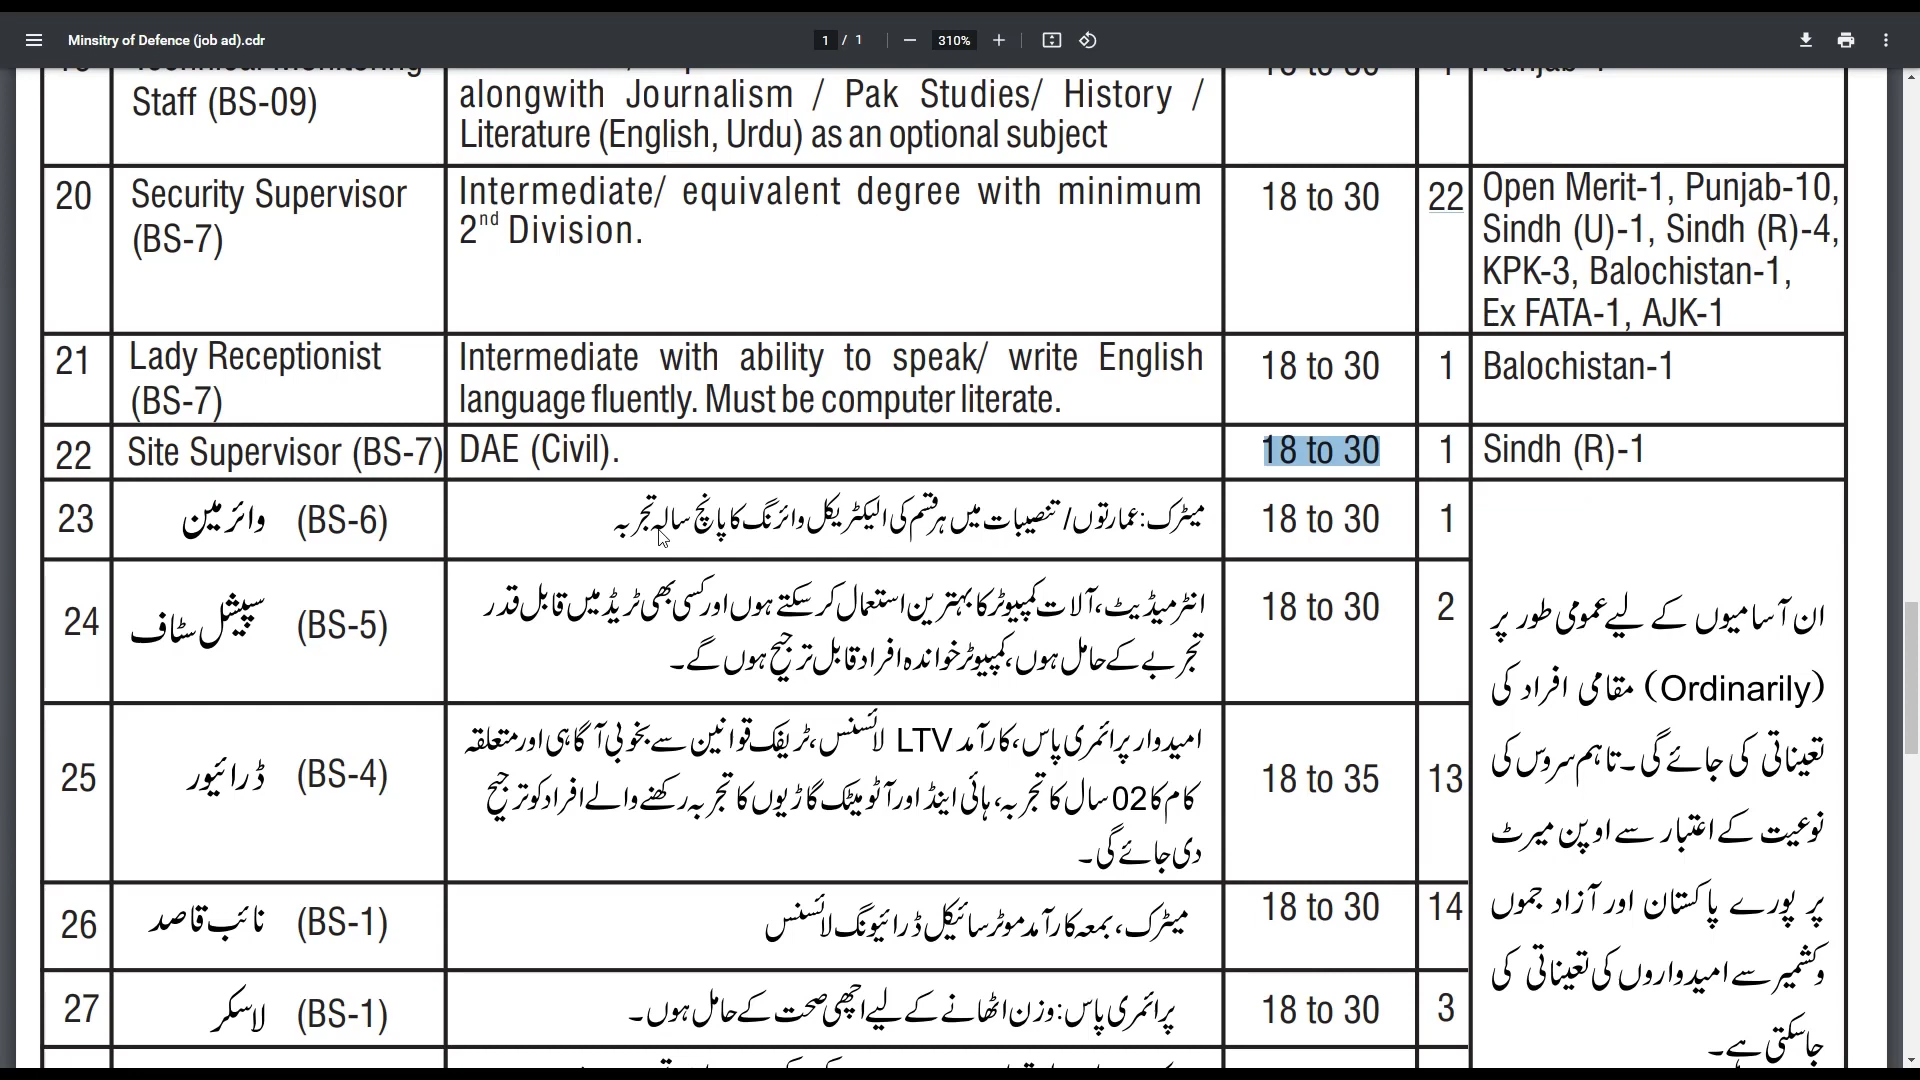 Minsitry of Defence (job ad).cdr
1 / 1
310%
Staff (BS-09)
alongwith Journalism / Pak Studies/ History /
Literature (English, Urdu) as an optional subject
20
Security Supervisor
(BS-7)
Intermediate/ equivalent degree with minimum
2nd Division.
18 to 30
22
Open Merit-1, Punjab-10,
Sindh (U)-1, Sindh (R)-4,
KPK-3, Balochistan-1,
Ex FATA-1, AJK-1
21
Lady Receptionist
(BS-7)
Intermediate with ability to speak/ write English
language fluently. Must be computer literate.
18 to 30
1
Balochistan-1
22
Site Supervisor (BS-7)
DAE (Civil).
18 to 30
1
Sindh (R)-1
23
وائرمین (BS-6)
میٹرک: عمارتوں/ تنصیبات میں ہر قسم کی الیکٹریکل وائرنگ کا پانچ سالہ تجربہ
18 to 30
1
24
سپیشل سٹاف (BS-5)
انٹرمیڈیٹ، آلات کمپیوٹر کا بہترین استعمال کر سکتے ہوں اور کسی بھی ٹریڈ میں قابل قدر
تجربے کے حامل ہوں، کمپیوٹر خواندہ افراد قابل ترجیح ہوں گے۔
18 to 30
2
25
ڈرائیور (BS-4)
امیدوار پرائمری پاس، کارآمد LTV لائسنس، ٹریفک قوانین سے بخوبی آگاہی اور متعلقہ
کام کا 02 سال کا تجربہ، ہائی اینڈ اور آٹومیٹک گاڑیوں کا تجربہ رکھنے والے افراد کو ترجیح
دی جائے گی۔
18 to 35
13
26
نائب قاصد (BS-1)
میٹرک، بمعہ کارآمد موٹر سائیکل ڈرائیونگ لائسنس
18 to 30
14
27
لاسکر (BS-1)
پرائمری پاس: وزن اٹھانے کے لیے اچھی صحت کے حامل ہوں۔
18 to 30
3
ان آسامیوں کے لیے عمومی طور پر
(Ordinarily) مقامی افراد کی
تعیناتی کی جائے گی۔ تاہم سروس کی
نوعیت کے اعتبار سے اوپن میرٹ
پر پورے پاکستان اور آزاد جموں
وکشمیر سے امیدواروں کی تعیناتی کی
جاسکتی ہے۔